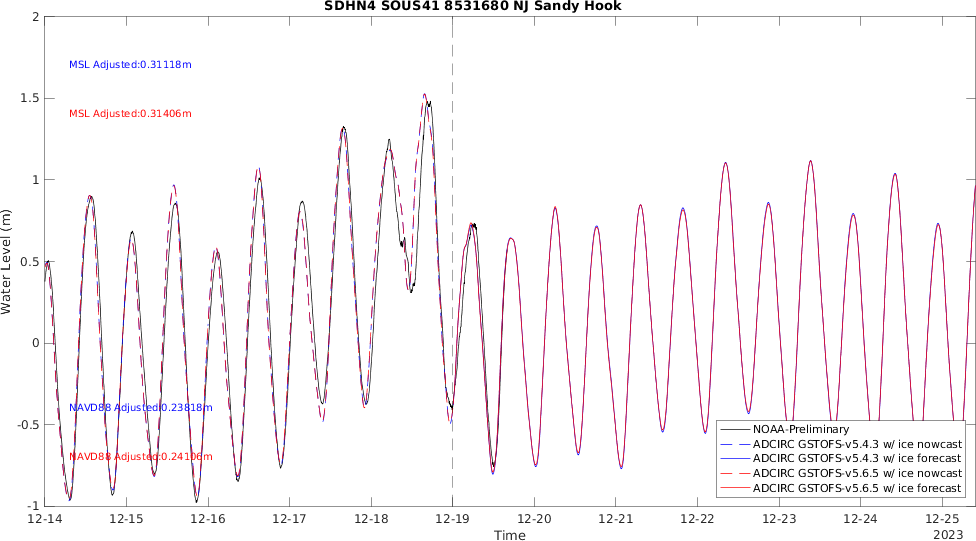 SDHN4 SOUS41 8531680 NJ Sandy Hook
2
MSL Adjusted:0.31118m
1.5
MSL Adjusted:0.31406m
1
0.5
Water Level (m)
0
NAVD88 Adjusted:0.23818m
-0.5
NAVD88 Adjusted:0.24106m
NOAA-Preliminary
ADCIRC GSTOFS-v5.4.3 w/ ice nowcast
ADCIRC GSTOFS-v5.4.3 w/ ice forecast
ADCIRC GSTOFS-v5.6.5 w/ ice nowcast
ADCIRC GSTOFS-v5.6.5 w/ ice forecast
-1
12-14 12-15 12-16 12-17 12-18 12-19 12-20 12-21 12-22 12-23 12-24 12-25
Time
2023